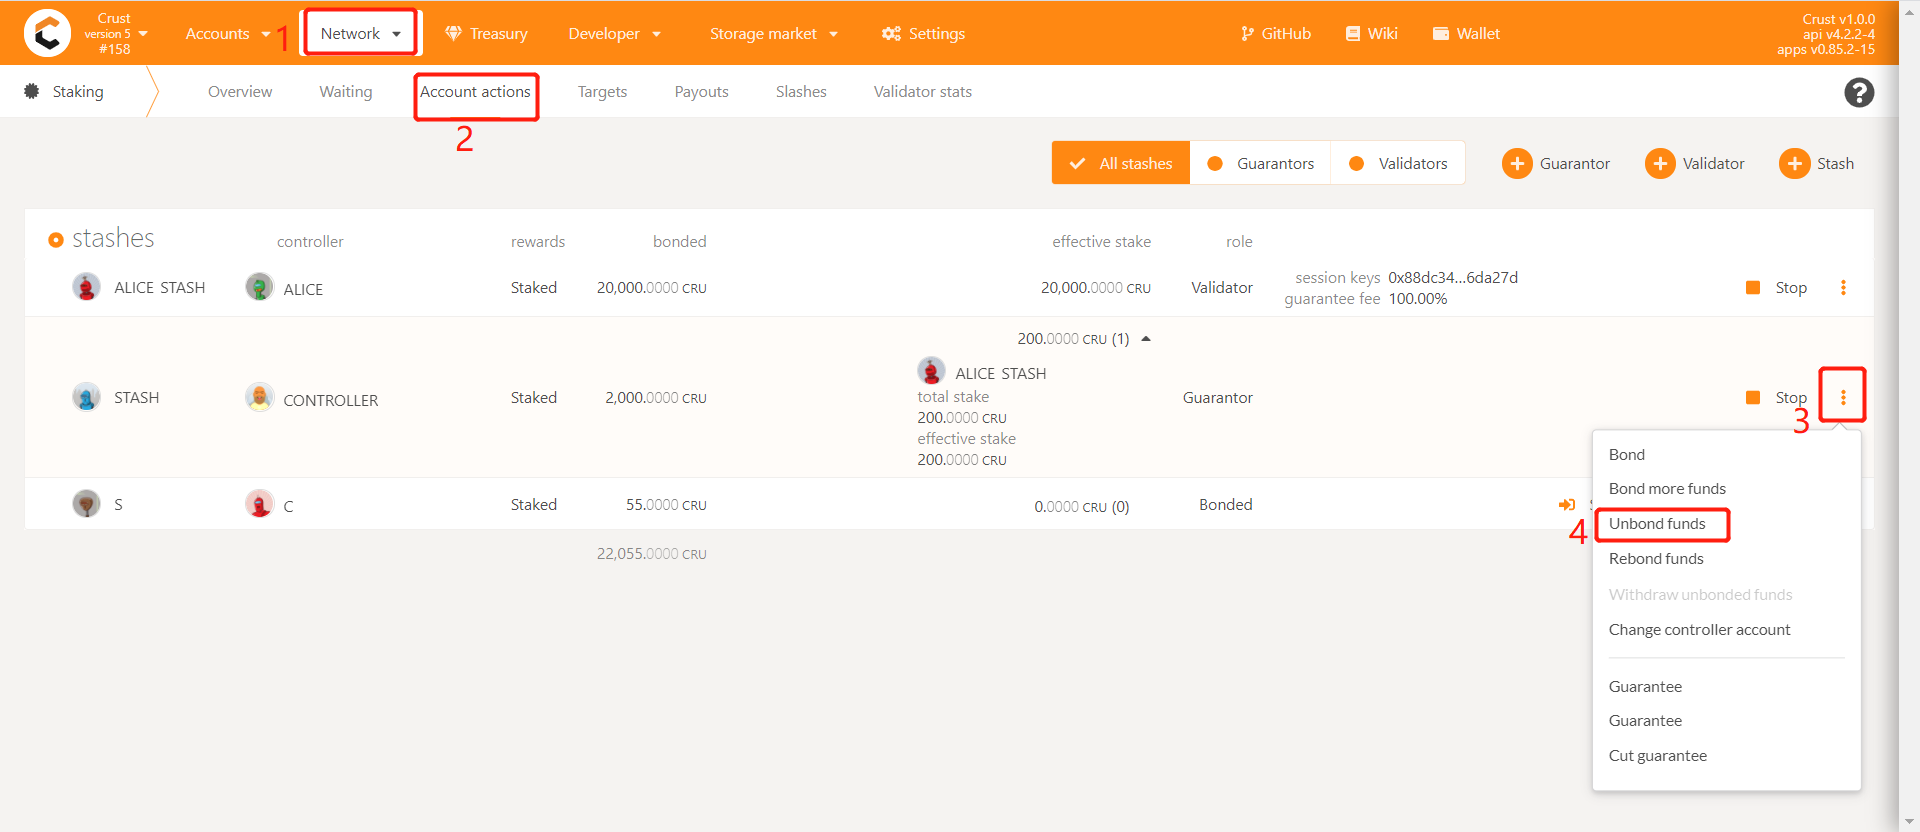 Crust
version 5
#158
Accounts
1
Network
Treasury
Developer
Storage market
Settings
GitHub
Wiki
Wallet
Crust v1.0.0
api v4.2.2-4
apps v0.85.2-15
Staking
Overview
Waiting
Account actions
Targets
Payouts
Slashes
Validator stats
?
2
All stashes
Guarantors
Validators
Guarantor
Validator
Stash
stashes
controller
rewards
bonded
effective stake
role
ALICE STASH
ALICE
Staked
20,000.0000 CRU
20,000.0000 CRU
Validator
session keys 0x88dc34...6da27d
guarantee fee 100.00%
Stop
200.0000 CRU (1)
STASH
CONTROLLER
Staked
2,000.0000 CRU
ALICE STASH
total stake
200.0000 CRU
effective stake
200.0000 CRU
Guarantor
Stop
3
S
C
Staked
55.0000 CRU
0.0000 CRU (0)
Bonded
22,055.0000 CRU
Bond
Bond more funds
4
Unbond funds
Rebond funds
Withdraw unbonded funds
Change controller account
Guarantee
Guarantee
Cut guarantee